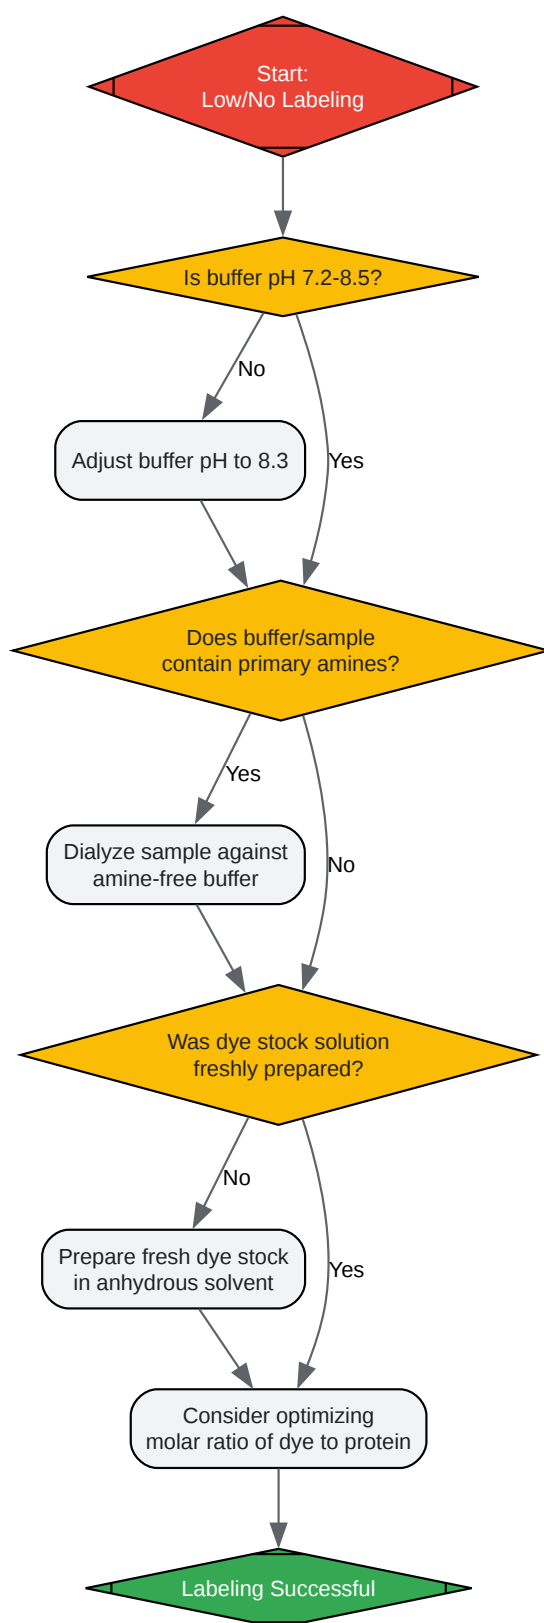 Start:
Low/No Labeling
Is buffer pH 7.2-8.5?
No
Adjust buffer pH to 8.3
Yes
Does buffer/sample
contain primary amines?
Yes
Dialyze sample against
amine-free buffer
No
Was dye stock solution
freshly prepared?
No
Prepare fresh dye stock
in anhydrous solvent
Yes
Consider optimizing
molar ratio of dye to protein
Labeling Successful